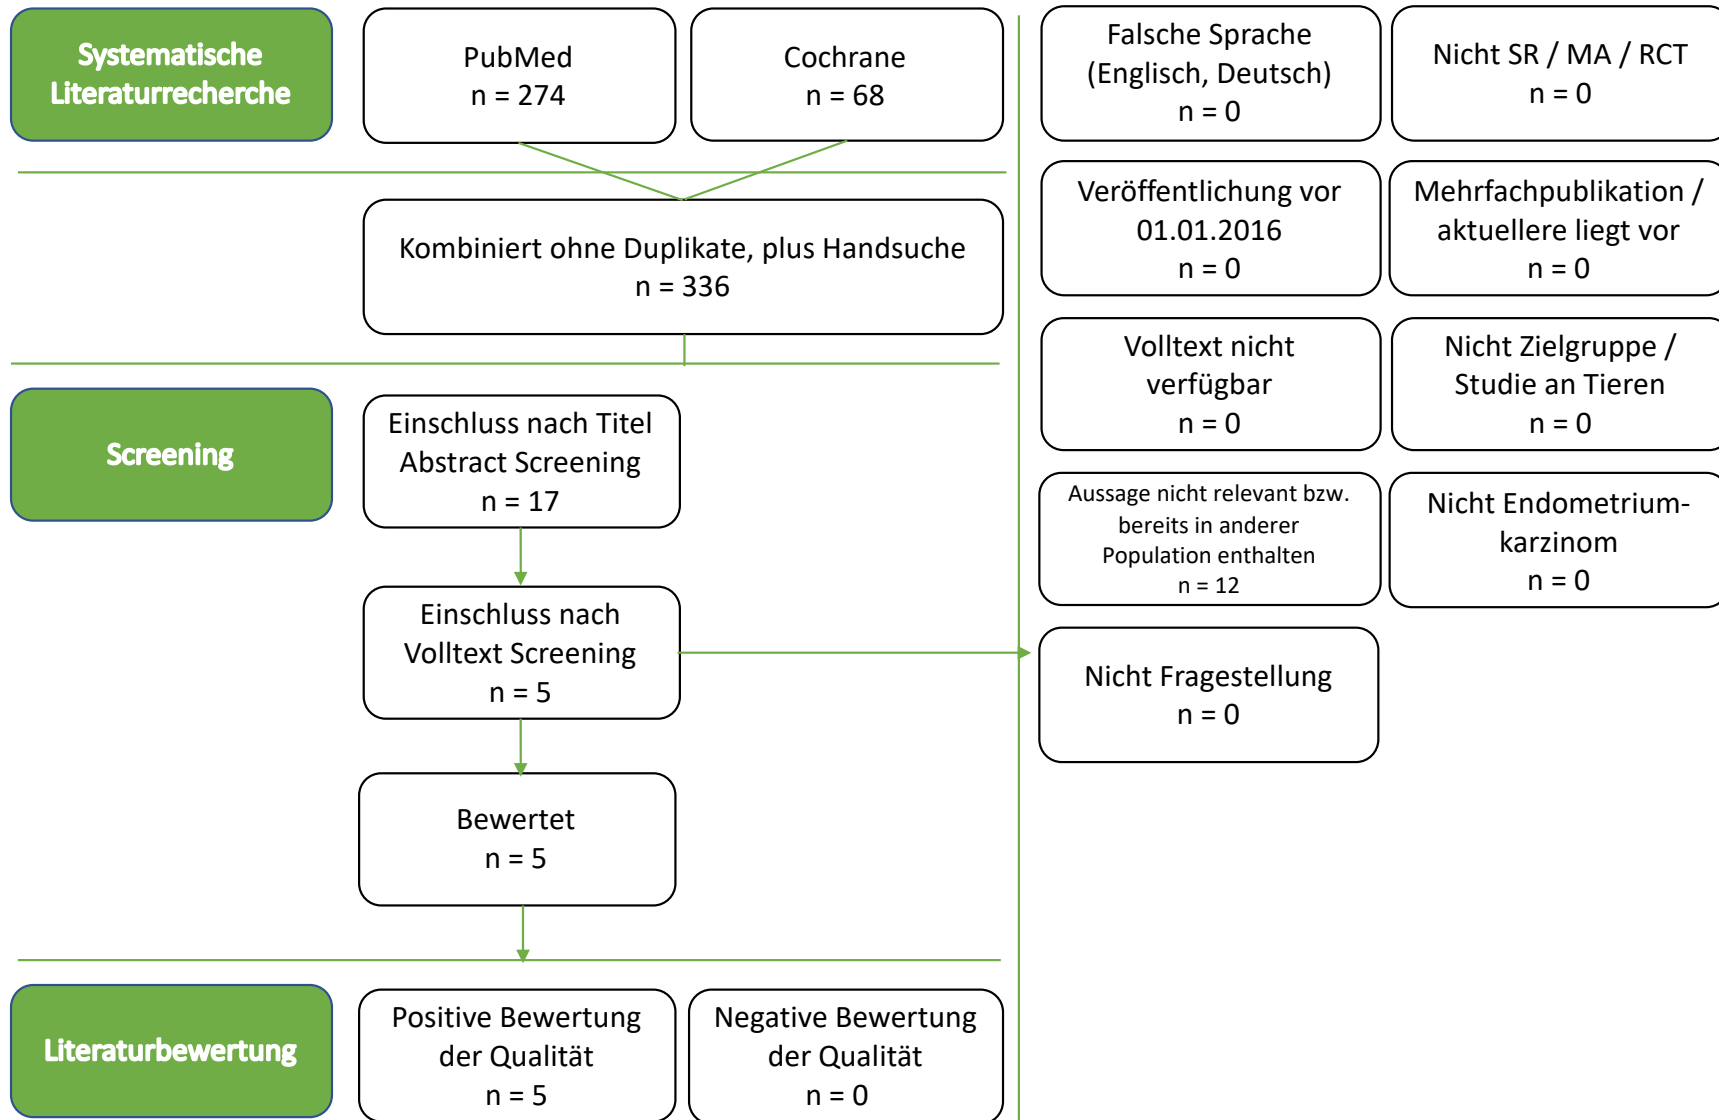 Systematische
Literaturrecherche
PubMed
n = 274
Cochrane
n = 68
Kombiniert ohne Duplikate, plus Handsuche
n = 336
Screening
Einschluss nach Titel
Abstract Screening
n = 17
Einschluss nach
Volltext Screening
n = 5
Bewertet
n = 5
Literaturbewertung
Positive Bewertung
der Qualität
n = 5
Negative Bewertung
der Qualität
n = 0
Falsche Sprache
(Englisch, Deutsch)
n = 0
Nicht SR / MA / RCT
n = 0
Veröffentlichung vor
01.01.2016
n = 0
Mehrfachpublikation /
aktuellere liegt vor
n = 0
Volltext nicht
verfügbar
n = 0
Nicht Zielgruppe /
Studie an Tieren
n = 0
Aussage nicht relevant bzw.
bereits in anderer
Population enthalten
n = 12
Nicht Endometrium-
karzinom
n = 0
Nicht Fragestellung
n = 0